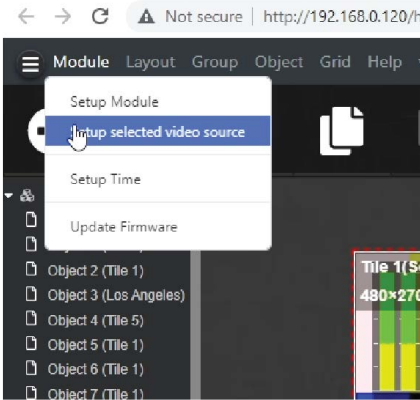 Not secure | http://192.168.0.120/
Module Layout Group Object Grid Help
Setup Module
Setup selected video source
Setup Time
Update Firmware
Object 2 (Tile 1)
Object 3 (Los Angeles)
Object 4 (Tile 5)
Object 5 (Tile 1)
Object 6 (Tile 1)
Object 7 (Tile 1)
Tile 1(S
480×270